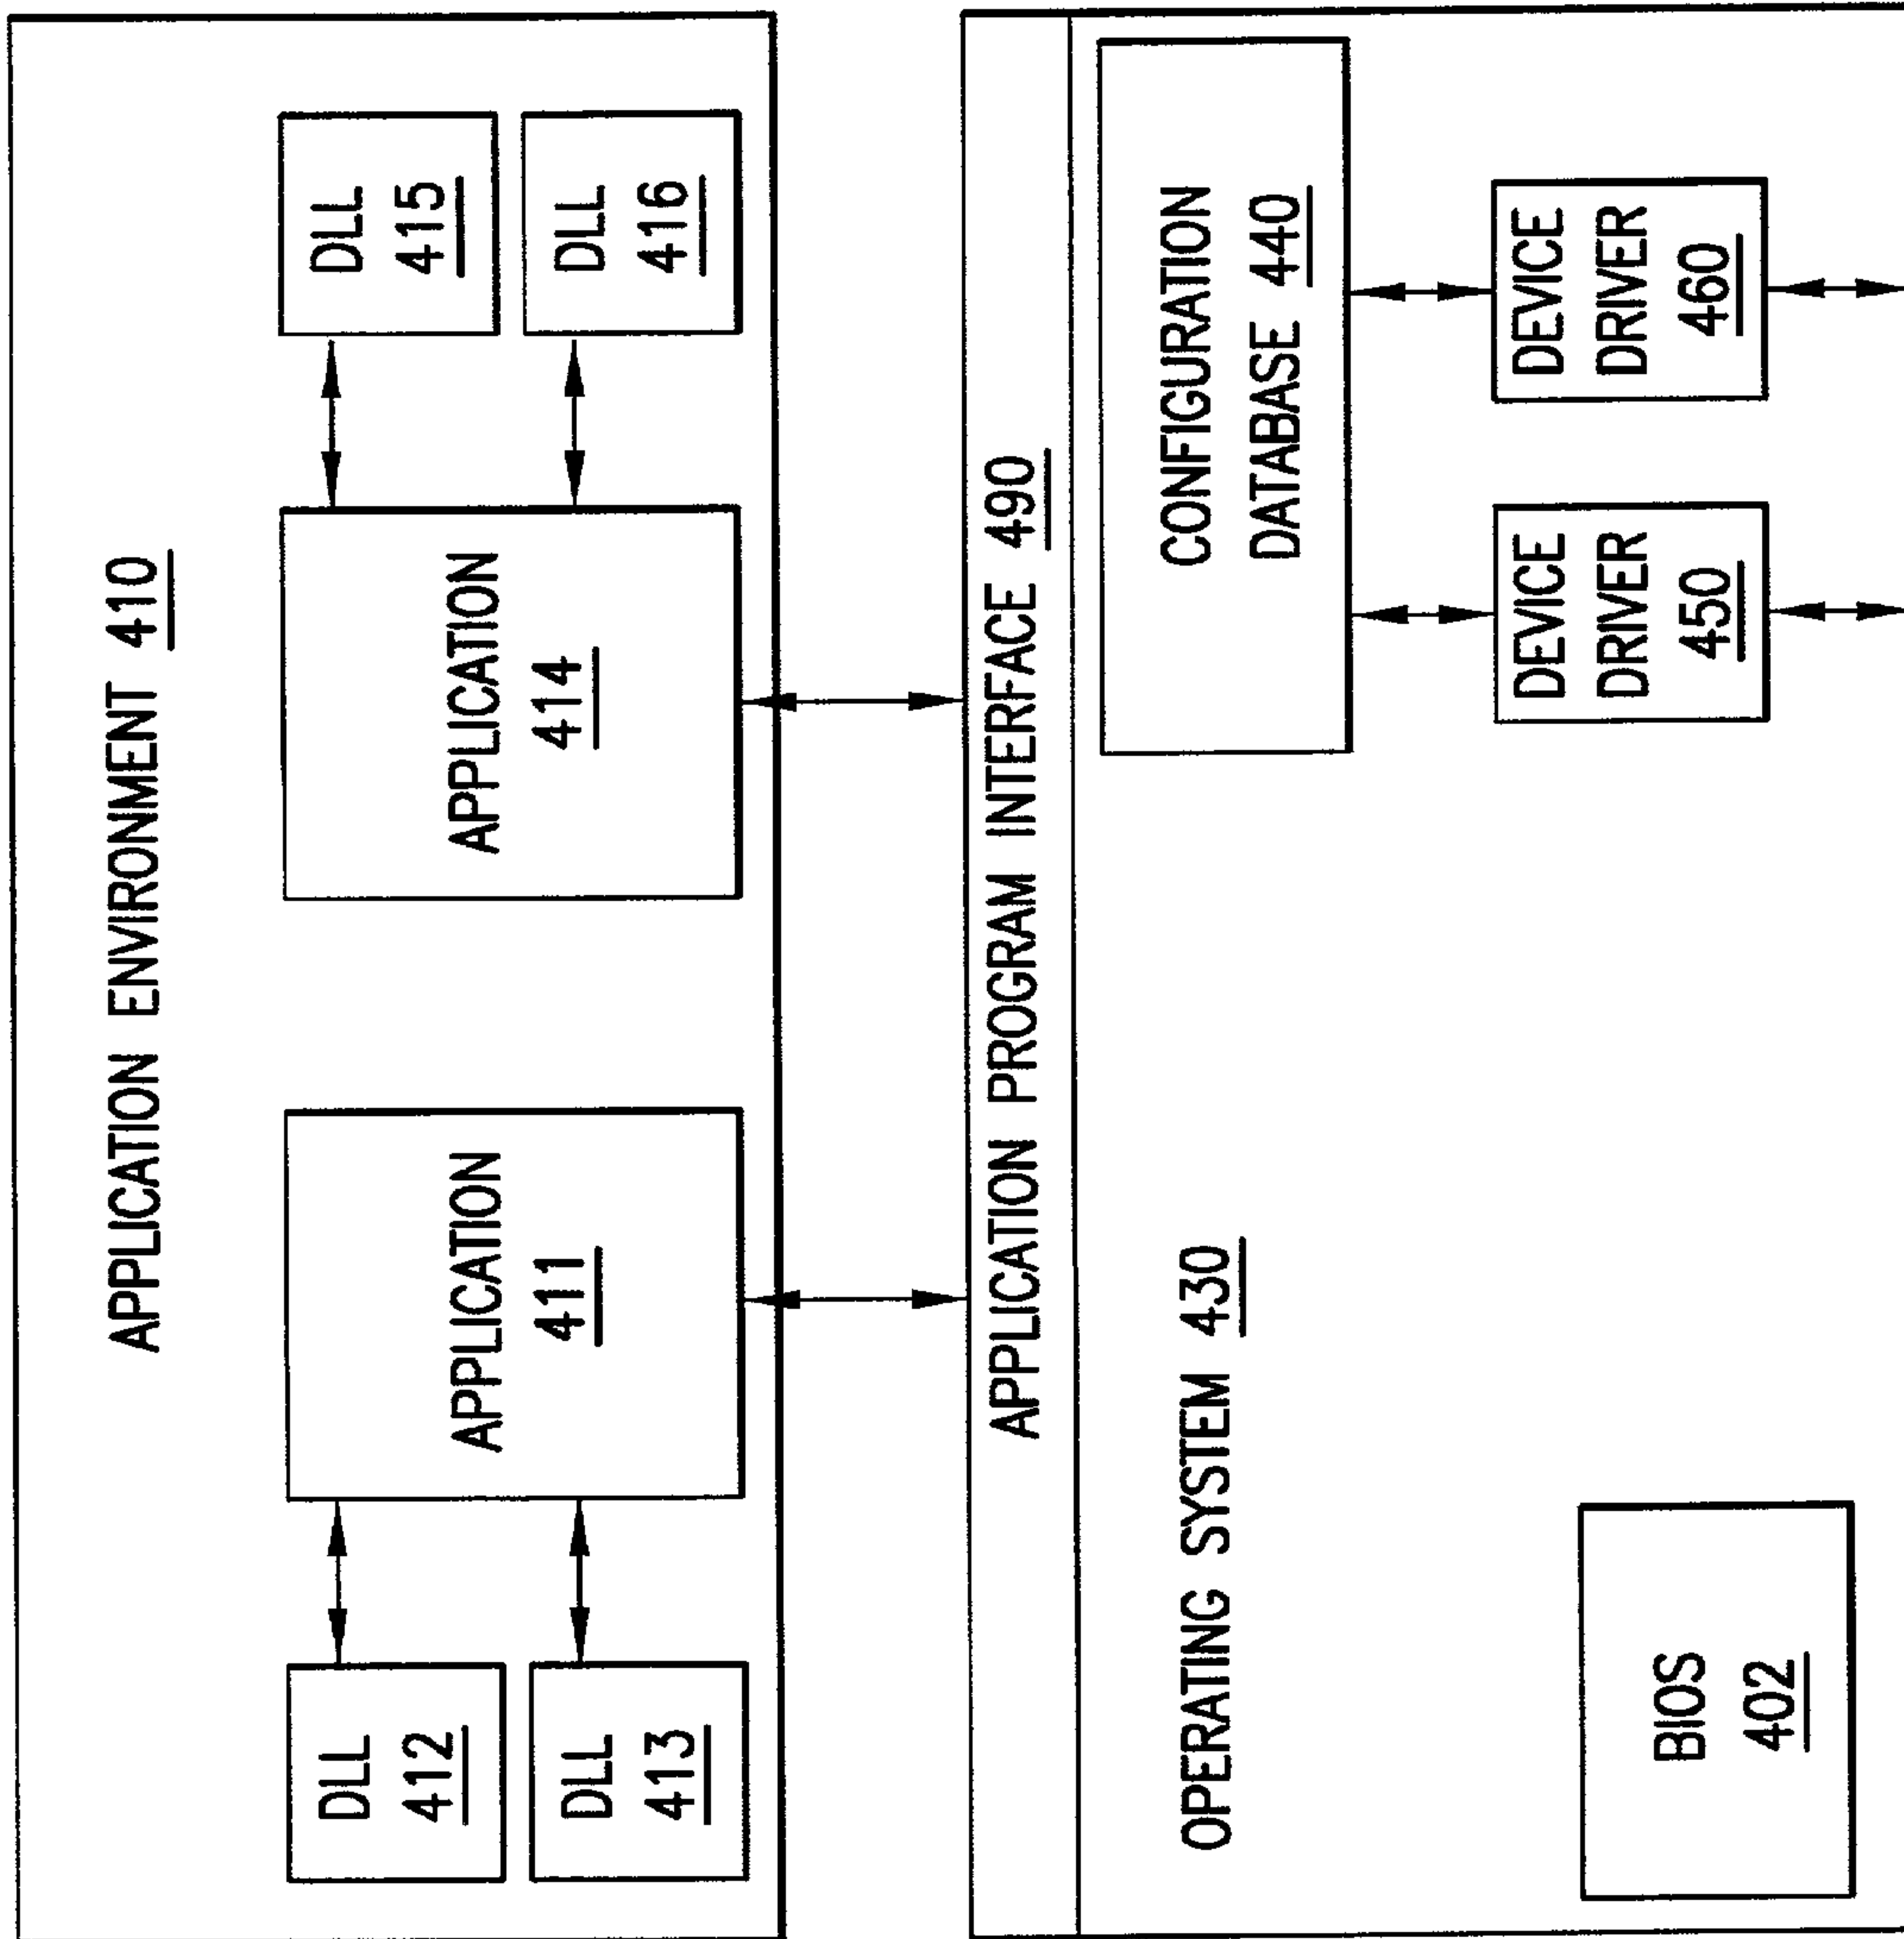 APPLICATION ENVIRONMENT 410
DLL
412
DLL
413
APPLICATION
411
APPLICATION
414
DLL
415
DLL
416
APPLICATION PROGRAM INTERFACE 490
OPERATING SYSTEM 430
CONFIGURATION
DATABASE 440
BIOS
402
DEVICE
DRIVER
450
DEVICE
DRIVER
460